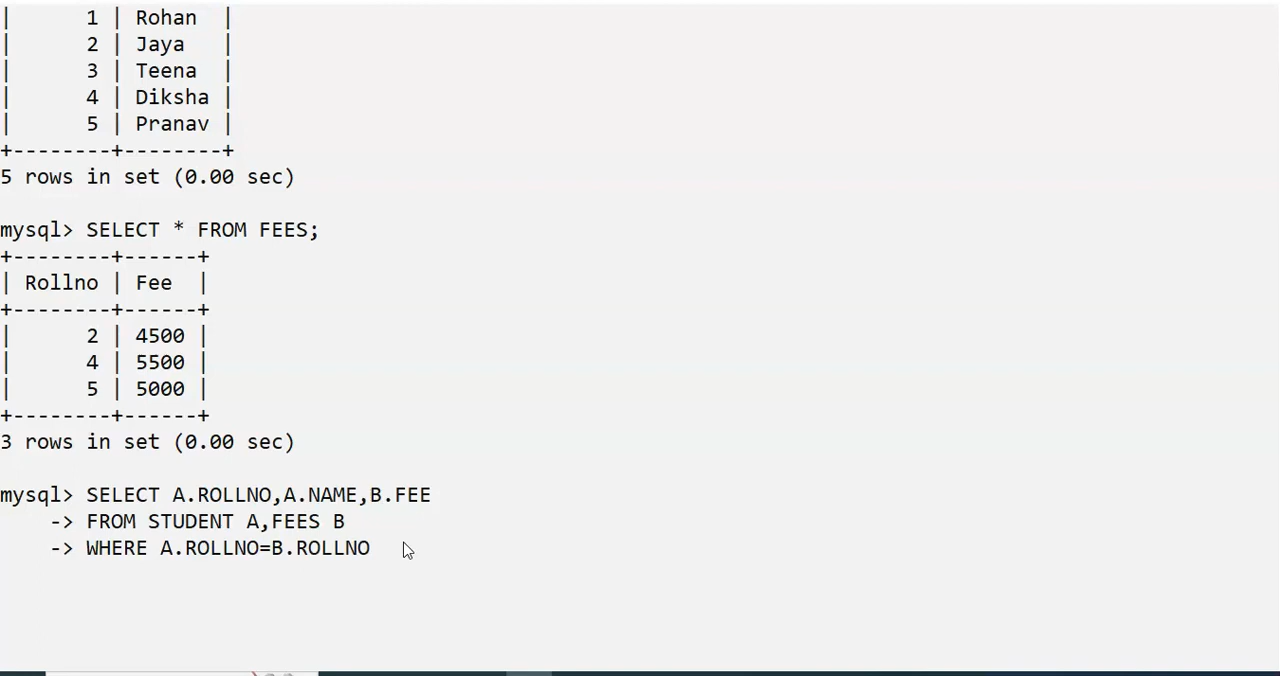 |      1 | Rohan  |
|      2 | Jaya   |
|      3 | Teena  |
|      4 | Diksha |
|      5 | Pranav |
+--------+--------+
5 rows in set (0.00 sec)
mysql> SELECT * FROM FEES;
+--------+------+
| Rollno | Fee  |
+--------+------+
|      2 | 4500 |
|      4 | 5500 |
|      5 | 5000 |
+--------+------+
3 rows in set (0.00 sec)
mysql> SELECT A.ROLLNO,A.NAME,B.FEE
    -> FROM STUDENT A,FEES B
    -> WHERE A.ROLLNO=B.ROLLNO